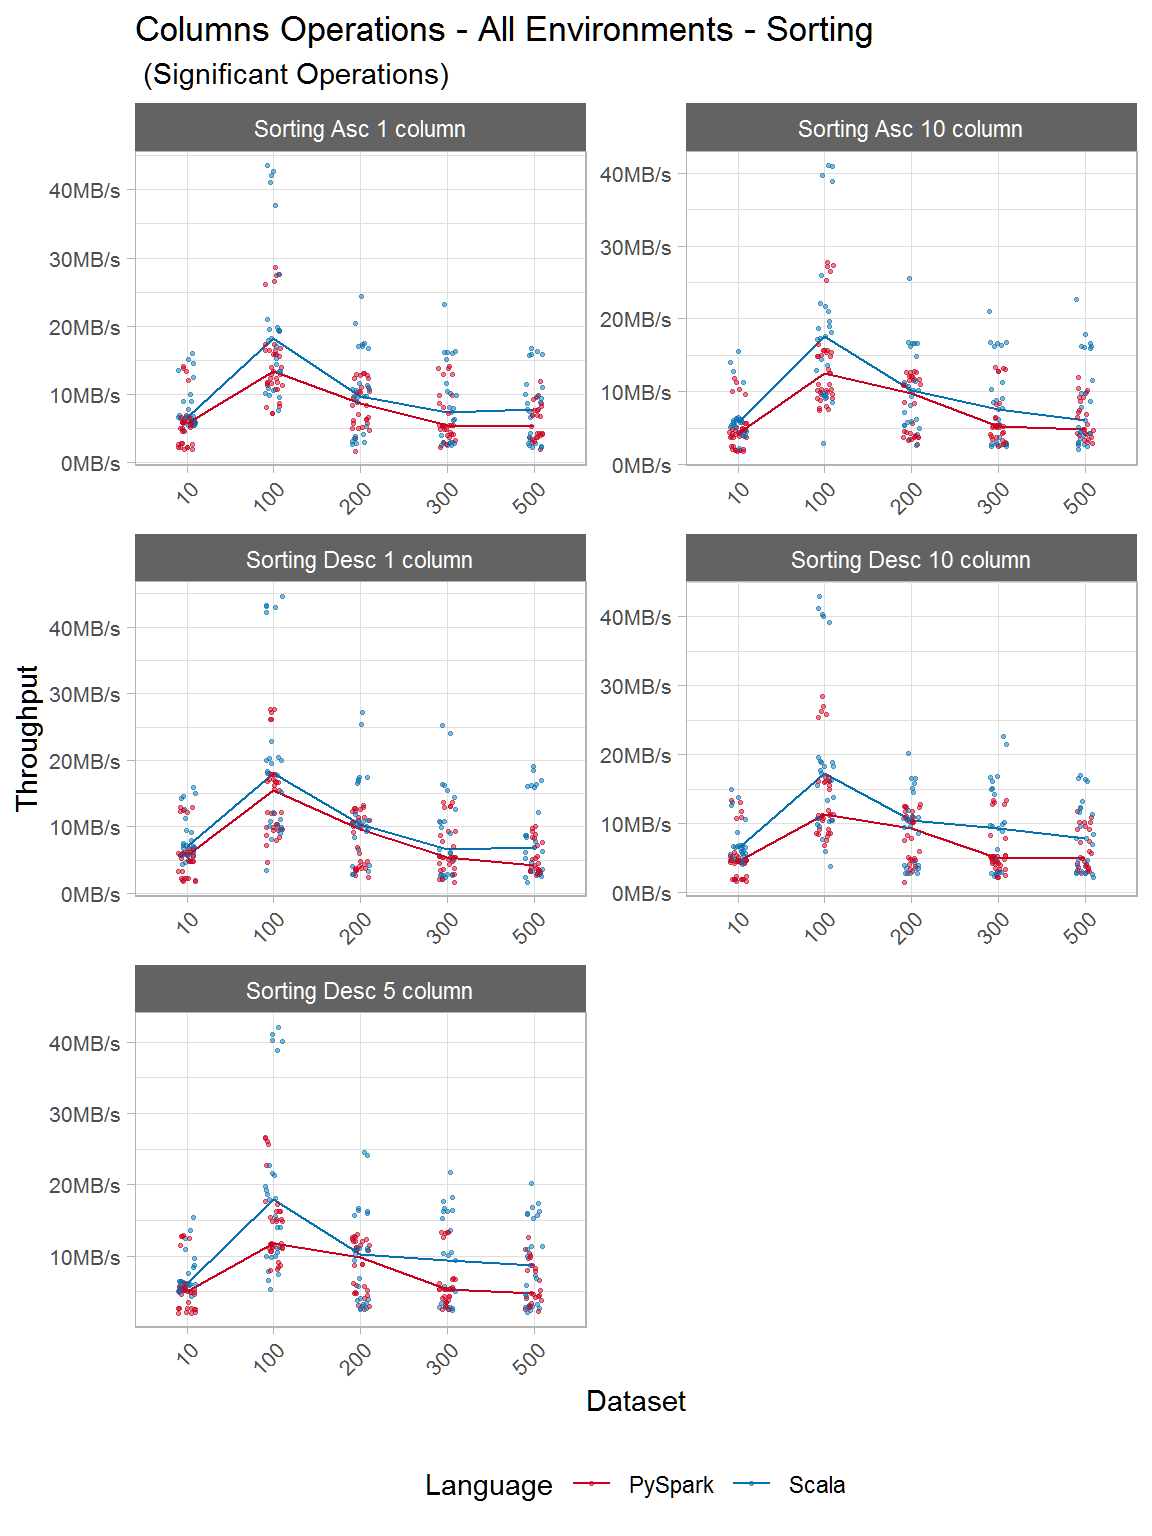 Columns Operations - All Environments - Sorting
(Significant Operations)
Sorting Asc 1 column
40MB/s
30MB/s
20MB/s
10MB/s
0MB/s
10
100
200
300
500
Sorting Asc 10 column
40MB/s
30MB/s
20MB/s
10MB/s
0MB/s
10
100
200
300
500
Throughput
Sorting Desc 1 column
40MB/s
30MB/s
20MB/s
10MB/s
0MB/s
10
100
200
300
500
Sorting Desc 10 column
40MB/s
30MB/s
20MB/s
10MB/s
0MB/s
10
100
200
300
500
Sorting Desc 5 column
40MB/s
30MB/s
20MB/s
10MB/s
10
100
200
300
500
Dataset
Language
PySpark
Scala